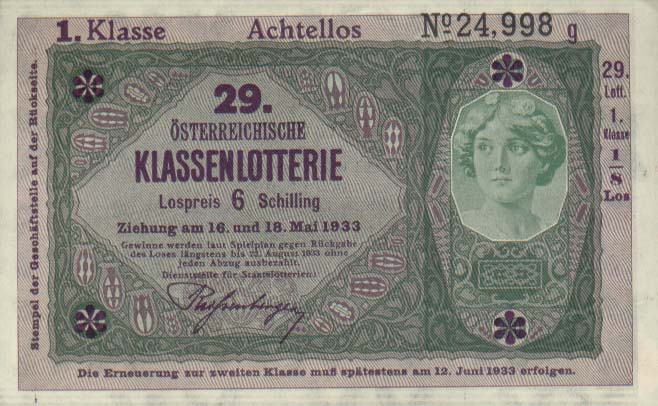 1. Klasse Achtellos Nº 24,998 g
29.
ÖSTERREICHISCHE
KLASSENLOTTERIE
Lospreis 6 Schilling
Ziehung am 16. und 18. Mai 1933
Gewinne werden laut Spielplan gegen Rückgabe
des Loses längstens bis 22. August 1933 ohne
jeden Abzug ausbezahlt.
Dienststelle für Staatslotterien:
29.
Lott.
1.
Klasse
1/8
Los
Stempel der Geschäftstelle auf der Rückseite.
Die Erneuerung zur zweiten Klasse muß spätestens am 12. Juni 1933 erfolgen.